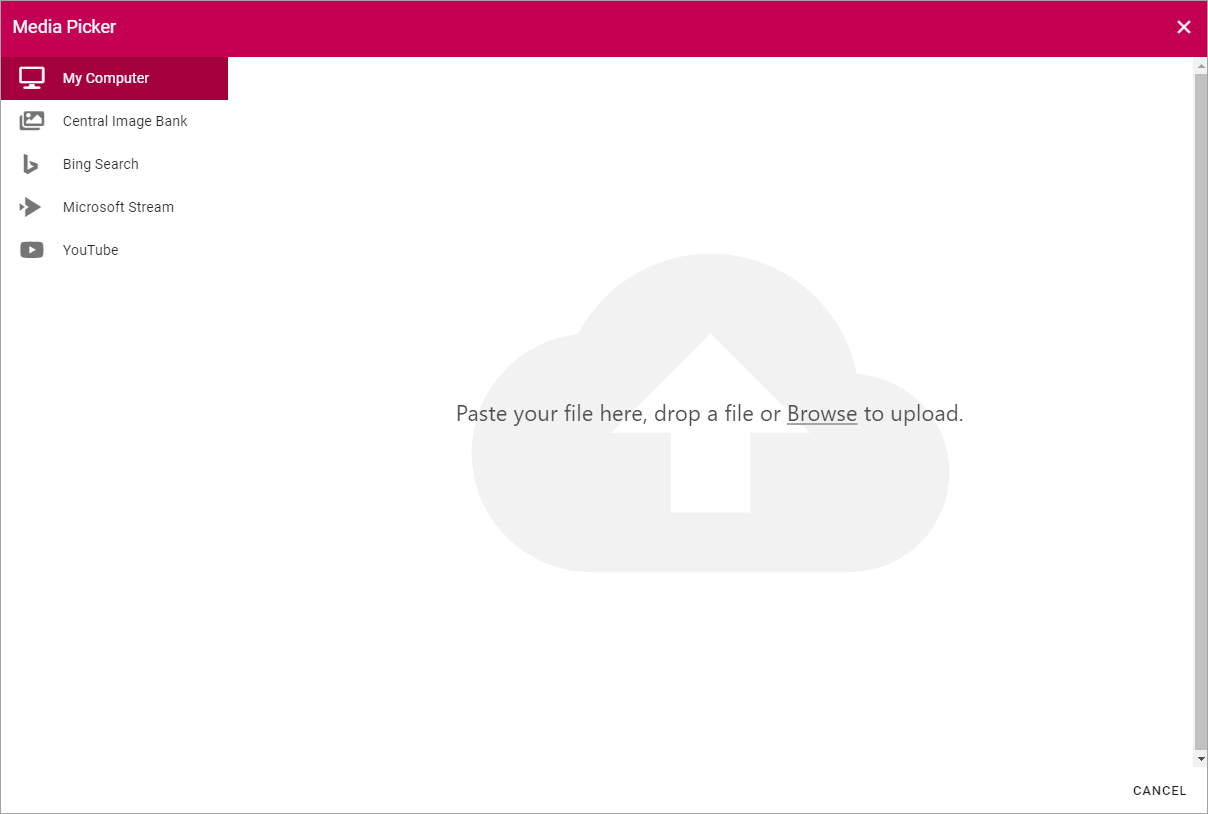 Media Picker
My Computer
Central Image Bank
Bing Search
Microsoft Stream
YouTube
Paste your file here, drop a file or Browse to upload.
CANCEL